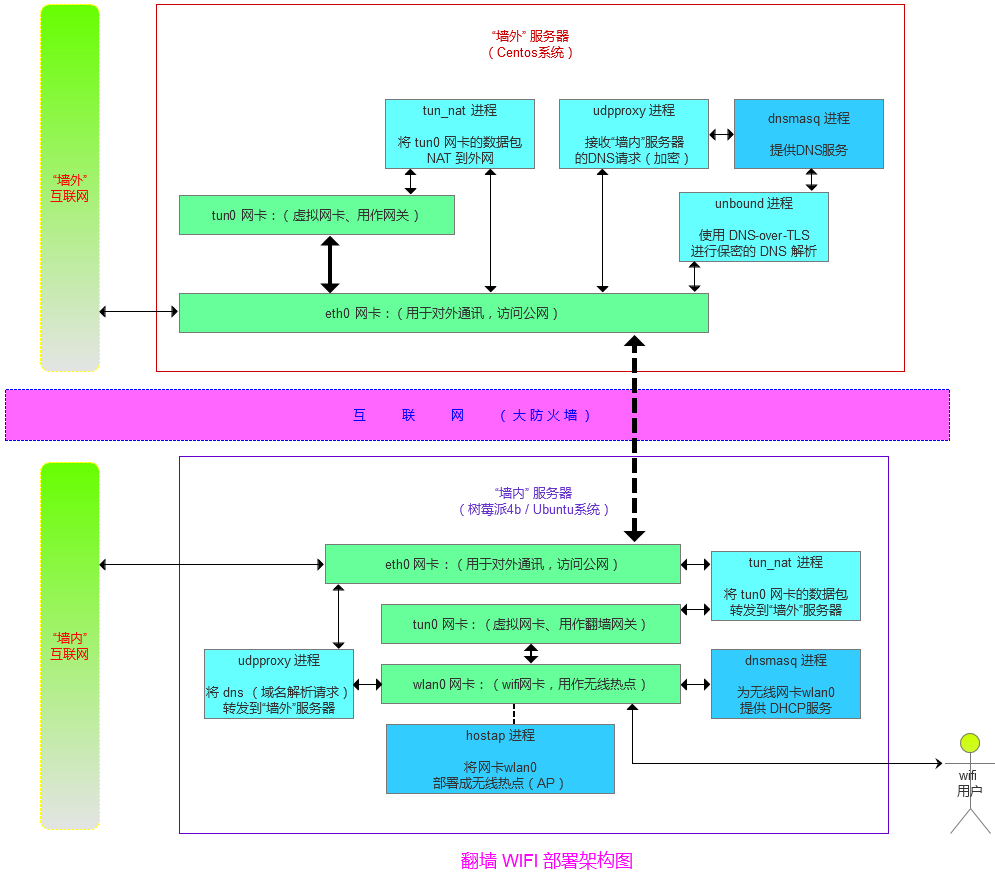 “墙外” 服务器
（Centos系统）
“墙外”
互联网
tun_nat 进程
将 tun0 网卡的数据包
NAT 到外网
udpproxy 进程
接收“墙内”服务器
的DNS请求（加密）
dnsmasq 进程
提供DNS服务
unbound 进程
使用 DNS-over-TLS
进行保密的 DNS 解析
tun0 网卡：（虚拟网卡、用作网关）
eth0 网卡：（用于对外通讯，访问公网）
互 联 网 （大防火墙）
“墙内” 服务器
（树莓派4b / Ubuntu系统）
“墙内”
互联网
eth0 网卡：（用于对外通讯，访问公网）
tun_nat 进程
将 tun0 网卡的数据包
转发到“墙外”服务器
tun0 网卡：（虚拟网卡、用作翻墙网关）
udpproxy 进程
将 dns （域名解析请求）
转发到“墙外”服务器
wlan0 网卡：（wifi网卡，用作无线热点）
dnsmasq 进程
为无线网卡wlan0
提供 DHCP服务
hostap 进程
将网卡wlan0
部署成无线热点（AP）
wifi
用户
翻墙 WIFI 部署架构图